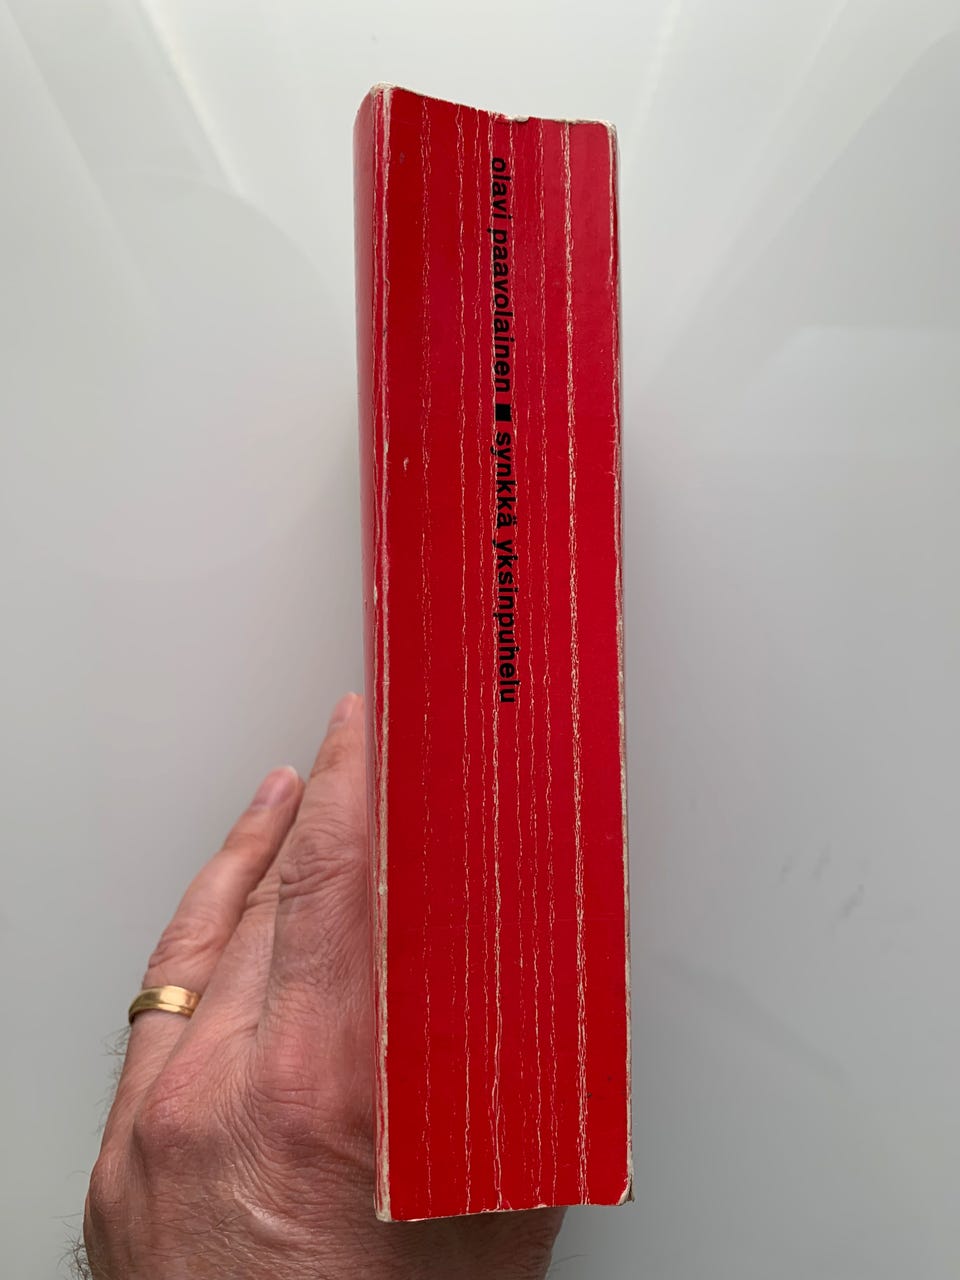 olavi paavolainen ■ synkkä yksinpuhelu